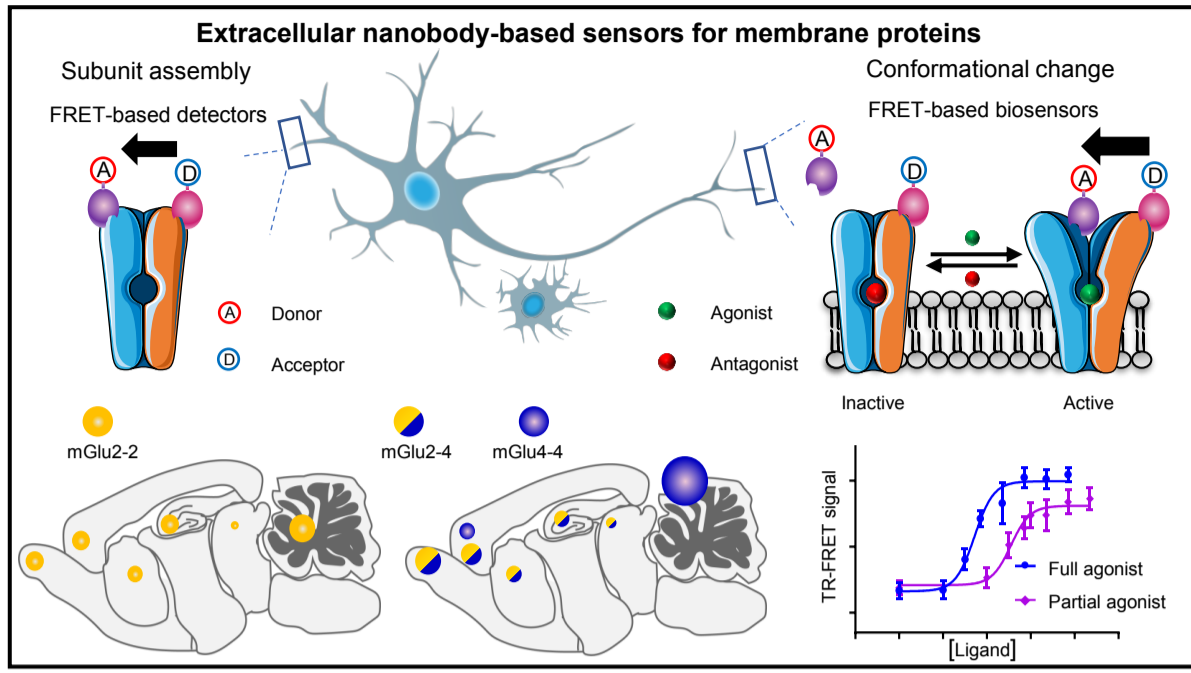 Extracellular nanobody-based sensors for membrane proteins
Subunit assembly
FRET-based detectors
A
D
Conformational change
FRET-based biosensors
A
D
A
D
A Donor
D Acceptor
Agonist
Antagonist
Inactive
Active
mGlu2-2
mGlu2-4
mGlu4-4
TR-FRET signal
Full agonist
Partial agonist
[Ligand]